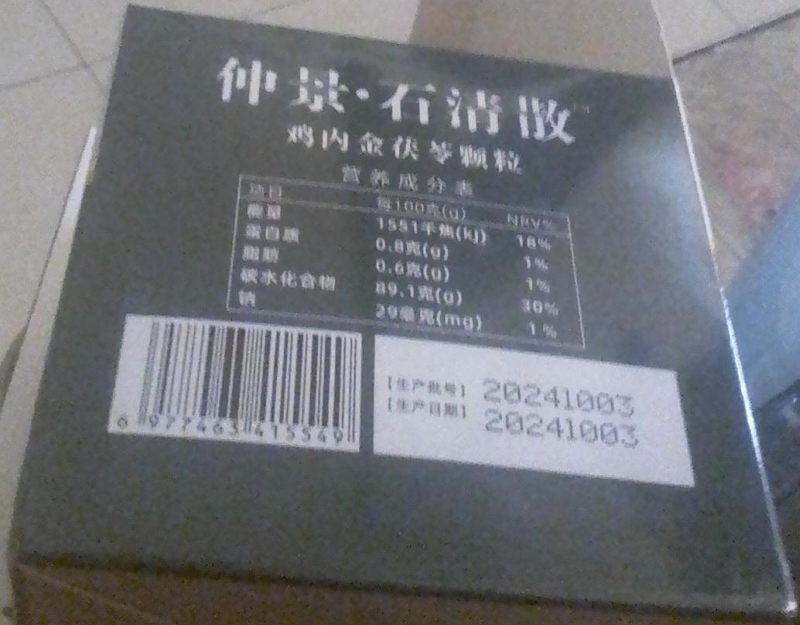 仲景·石清散
鸡内金茯苓颗粒
营养成分表
项目 每100克(g) NRV%
能量 1551千焦(kJ) 18%
蛋白质 0.8克(g) 1%
脂肪 0.6克(g) 1%
碳水化合物 89.1克(g) 30%
钠 29毫克(mg) 1%
6 977463 415549
[生产批号] 20241003
[生产日期] 20241003